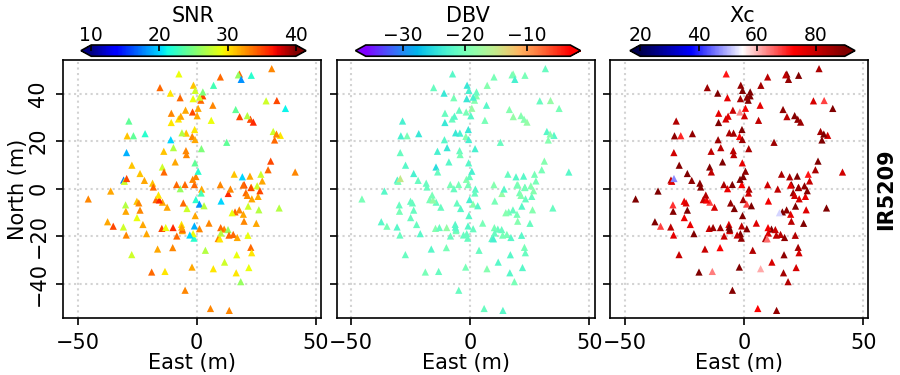 SNR DBV Xc
10 20 30 40 −30 −20 −10 20 40 60 80
North (m)
40
20
0
−20
−40
IR5209
−50 0 50 −50 0 50 −50 0 50
East (m) East (m) East (m)